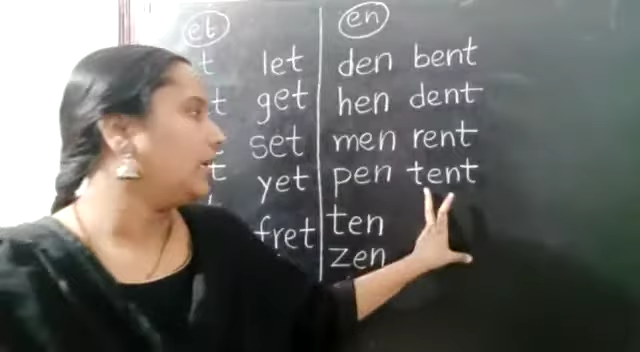 et en
let den bent
get hen dent
set men rent
yet pen tent
fret ten
zen